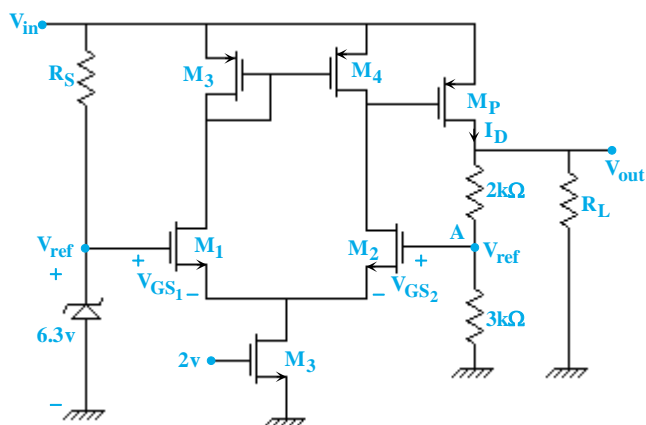 Vin
RS
M3
M4
MP
ID
Vout
2kΩ
RL
Vref
M1
M2
A
Vref
+
+
VGS1
−
−
VGS2
+
6.3v
3kΩ
2v
M3
−